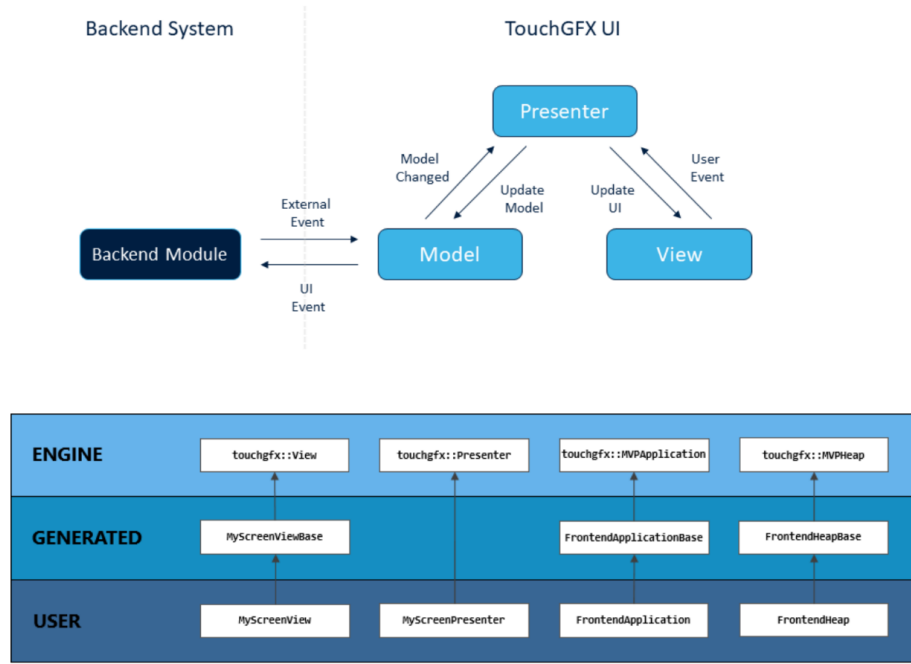 Backend System
TouchGFX UI
Presenter
Model
Changed
User
Event
Update
Model
Update
UI
External
Event
Backend Module
Model
View
UI
Event
ENGINE
touchgfx::View
touchgfx::Presenter
touchgfx::MVPApplication
touchgfx::MVPHeap
GENERATED
MyScreenViewBase
FrontendApplicationBase
FrontendHeapBase
USER
MyScreenView
MyScreenPresenter
FrontendApplication
FrontendHeap